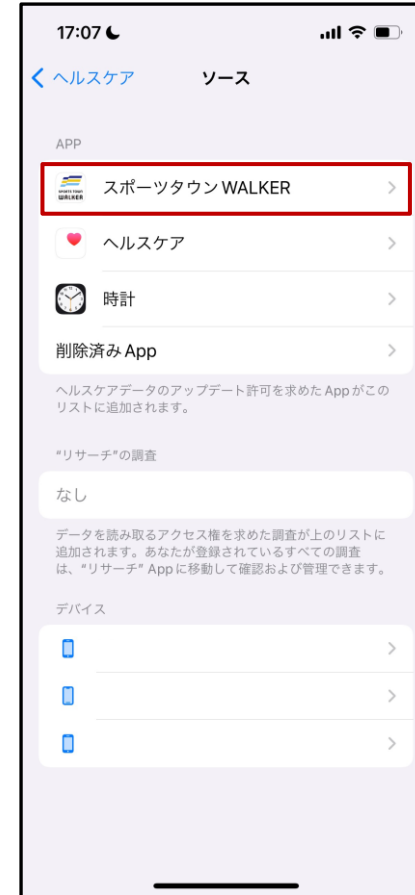 17:07
ヘルスケア
ソース
APP
SPORTS TOWN
WALKER
スポーツタウン WALKER
ヘルスケア
時計
削除済み App
ヘルスケアデータのアップデート許可を求めた App がこの
リストに追加されます。
“リサーチ”の調査
なし
データを読み取るアクセス権を求めた調査が上のリストに
追加されます。あなたが登録されているすべての調査
は、“リサーチ” App に移動して確認および管理できます。
デバイス